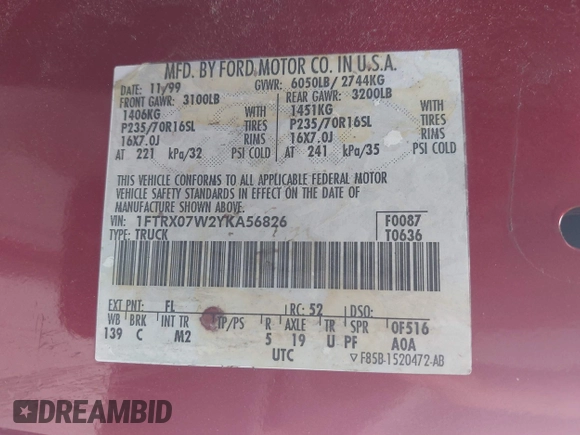 MFD. BY FORD MOTOR CO. IN U.S.A.
DATE: 11/99 GVWR: 6050LB/ 2744KG
FRONT GAWR: 3100LB REAR GAWR: 3200LB
1406KG WITH 1451KG WITH
P235/70R16SL TIRES P235/70R16SL TIRES
16X7.0J RIMS 16X7.0J RIMS
AT 221 kPa/32 PSI COLD AT 241 kPa/35 PSI COLD
THIS VEHICLE CONFORMS TO ALL APPLICABLE FEDERAL MOTOR
VEHICLE SAFETY STANDARDS IN EFFECT ON THE DATE OF
MANUFACTURE SHOWN ABOVE.
VIN: 1FTRX07W2YKA56826 F0087
TYPE: TRUCK T0636
EXT PNT: FL RC: 52 DSO:
WB BRK INT TR TP/PS R AXLE TR SPR 0F516
139 C M2 5 19 U PF A0A
UTC F85B-1520472-AB
DREAMBID